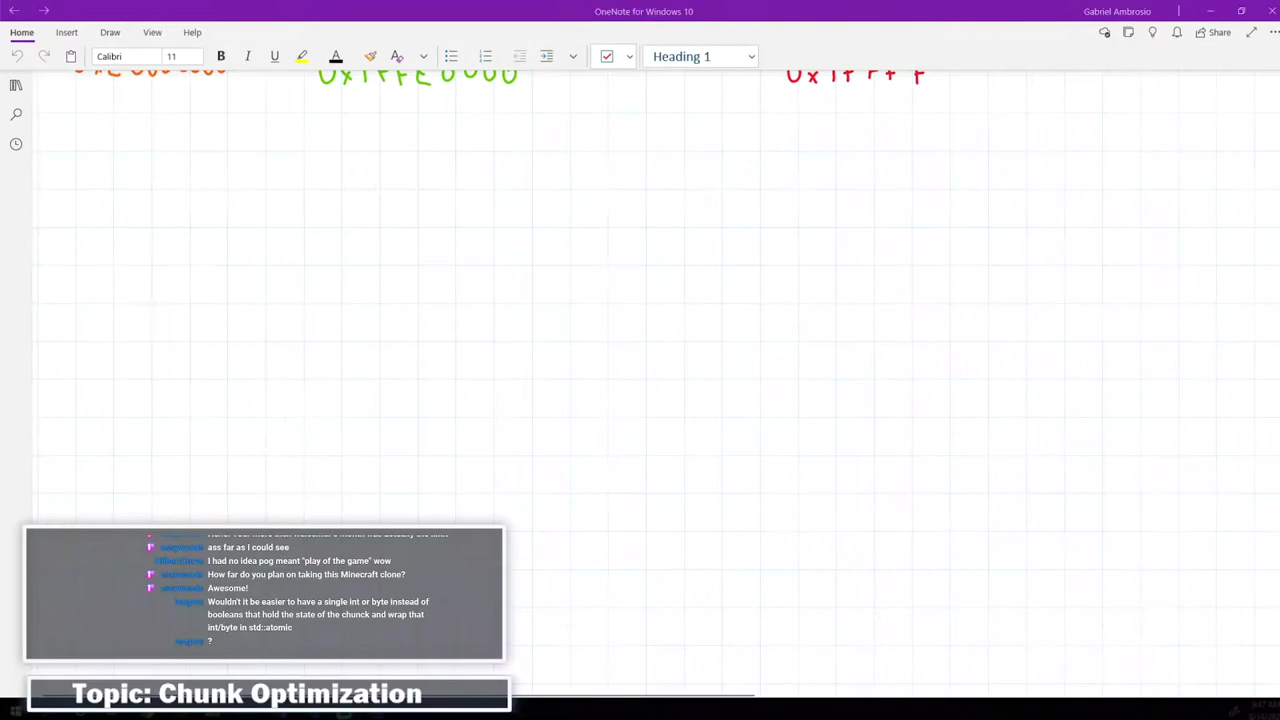 OneNote for Windows 10
Gabriel Ambrosio
Home Insert Draw View Help Share
Calibri 11 B I U A Heading 1
0x1FFE0000
0x1FFFF
ass far as I could see
I had no idea pog meant "play of the game" wow
How far do you plan on taking this Minecraft clone?
Awesome!
Wouldn't it be easier to have a single int or byte instead of
booleans that hold the state of the chunck and wrap that
int/byte in std::atomic
?
Topic: Chunk Optimization